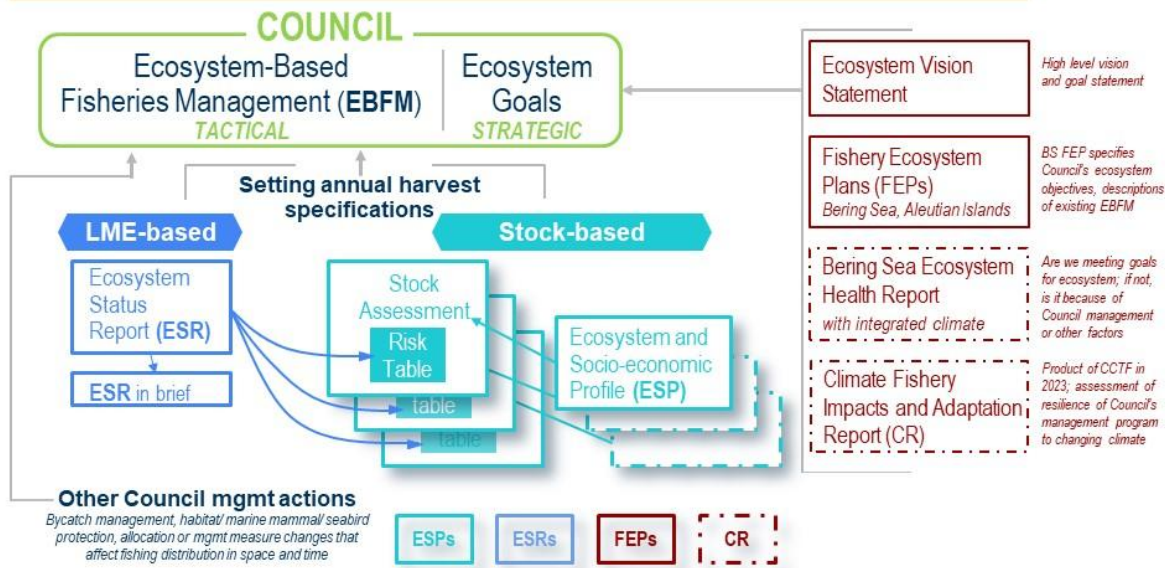 COUNCIL
Ecosystem-Based
Fisheries Management (EBFM)
TACTICAL
Ecosystem
Goals
STRATEGIC
Setting annual harvest
specifications
LME-based
Stock-based
Ecosystem
Status
Report (ESR)
ESR in brief
Stock
Assessment
Risk
Table
table
table
Ecosystem and
Socio-economic
Profile (ESP)
Other Council mgmt actions
Bycatch management, habitat/ marine mammal/ seabird
protection, allocation or mgmt measure changes that
affect fishing distribution in space and time
ESPs
ESRs
FEPs
CR
Ecosystem Vision
Statement
High level vision
and goal statement
Fishery Ecosystem
Plans (FEPs)
Bering Sea, Aleutian Islands
BS FEP specifies
Council's ecosystem
objectives, descriptions
of existing EBFM
Bering Sea Ecosystem
Health Report
with integrated climate
Are we meeting goals
for ecosystem; if not,
is it because of
Council management
or other factors
Climate Fishery
Impacts and Adaptation
Report (CR)
Product of CCTF in
2023; assessment of
resilience of Council's
management program
to changing climate